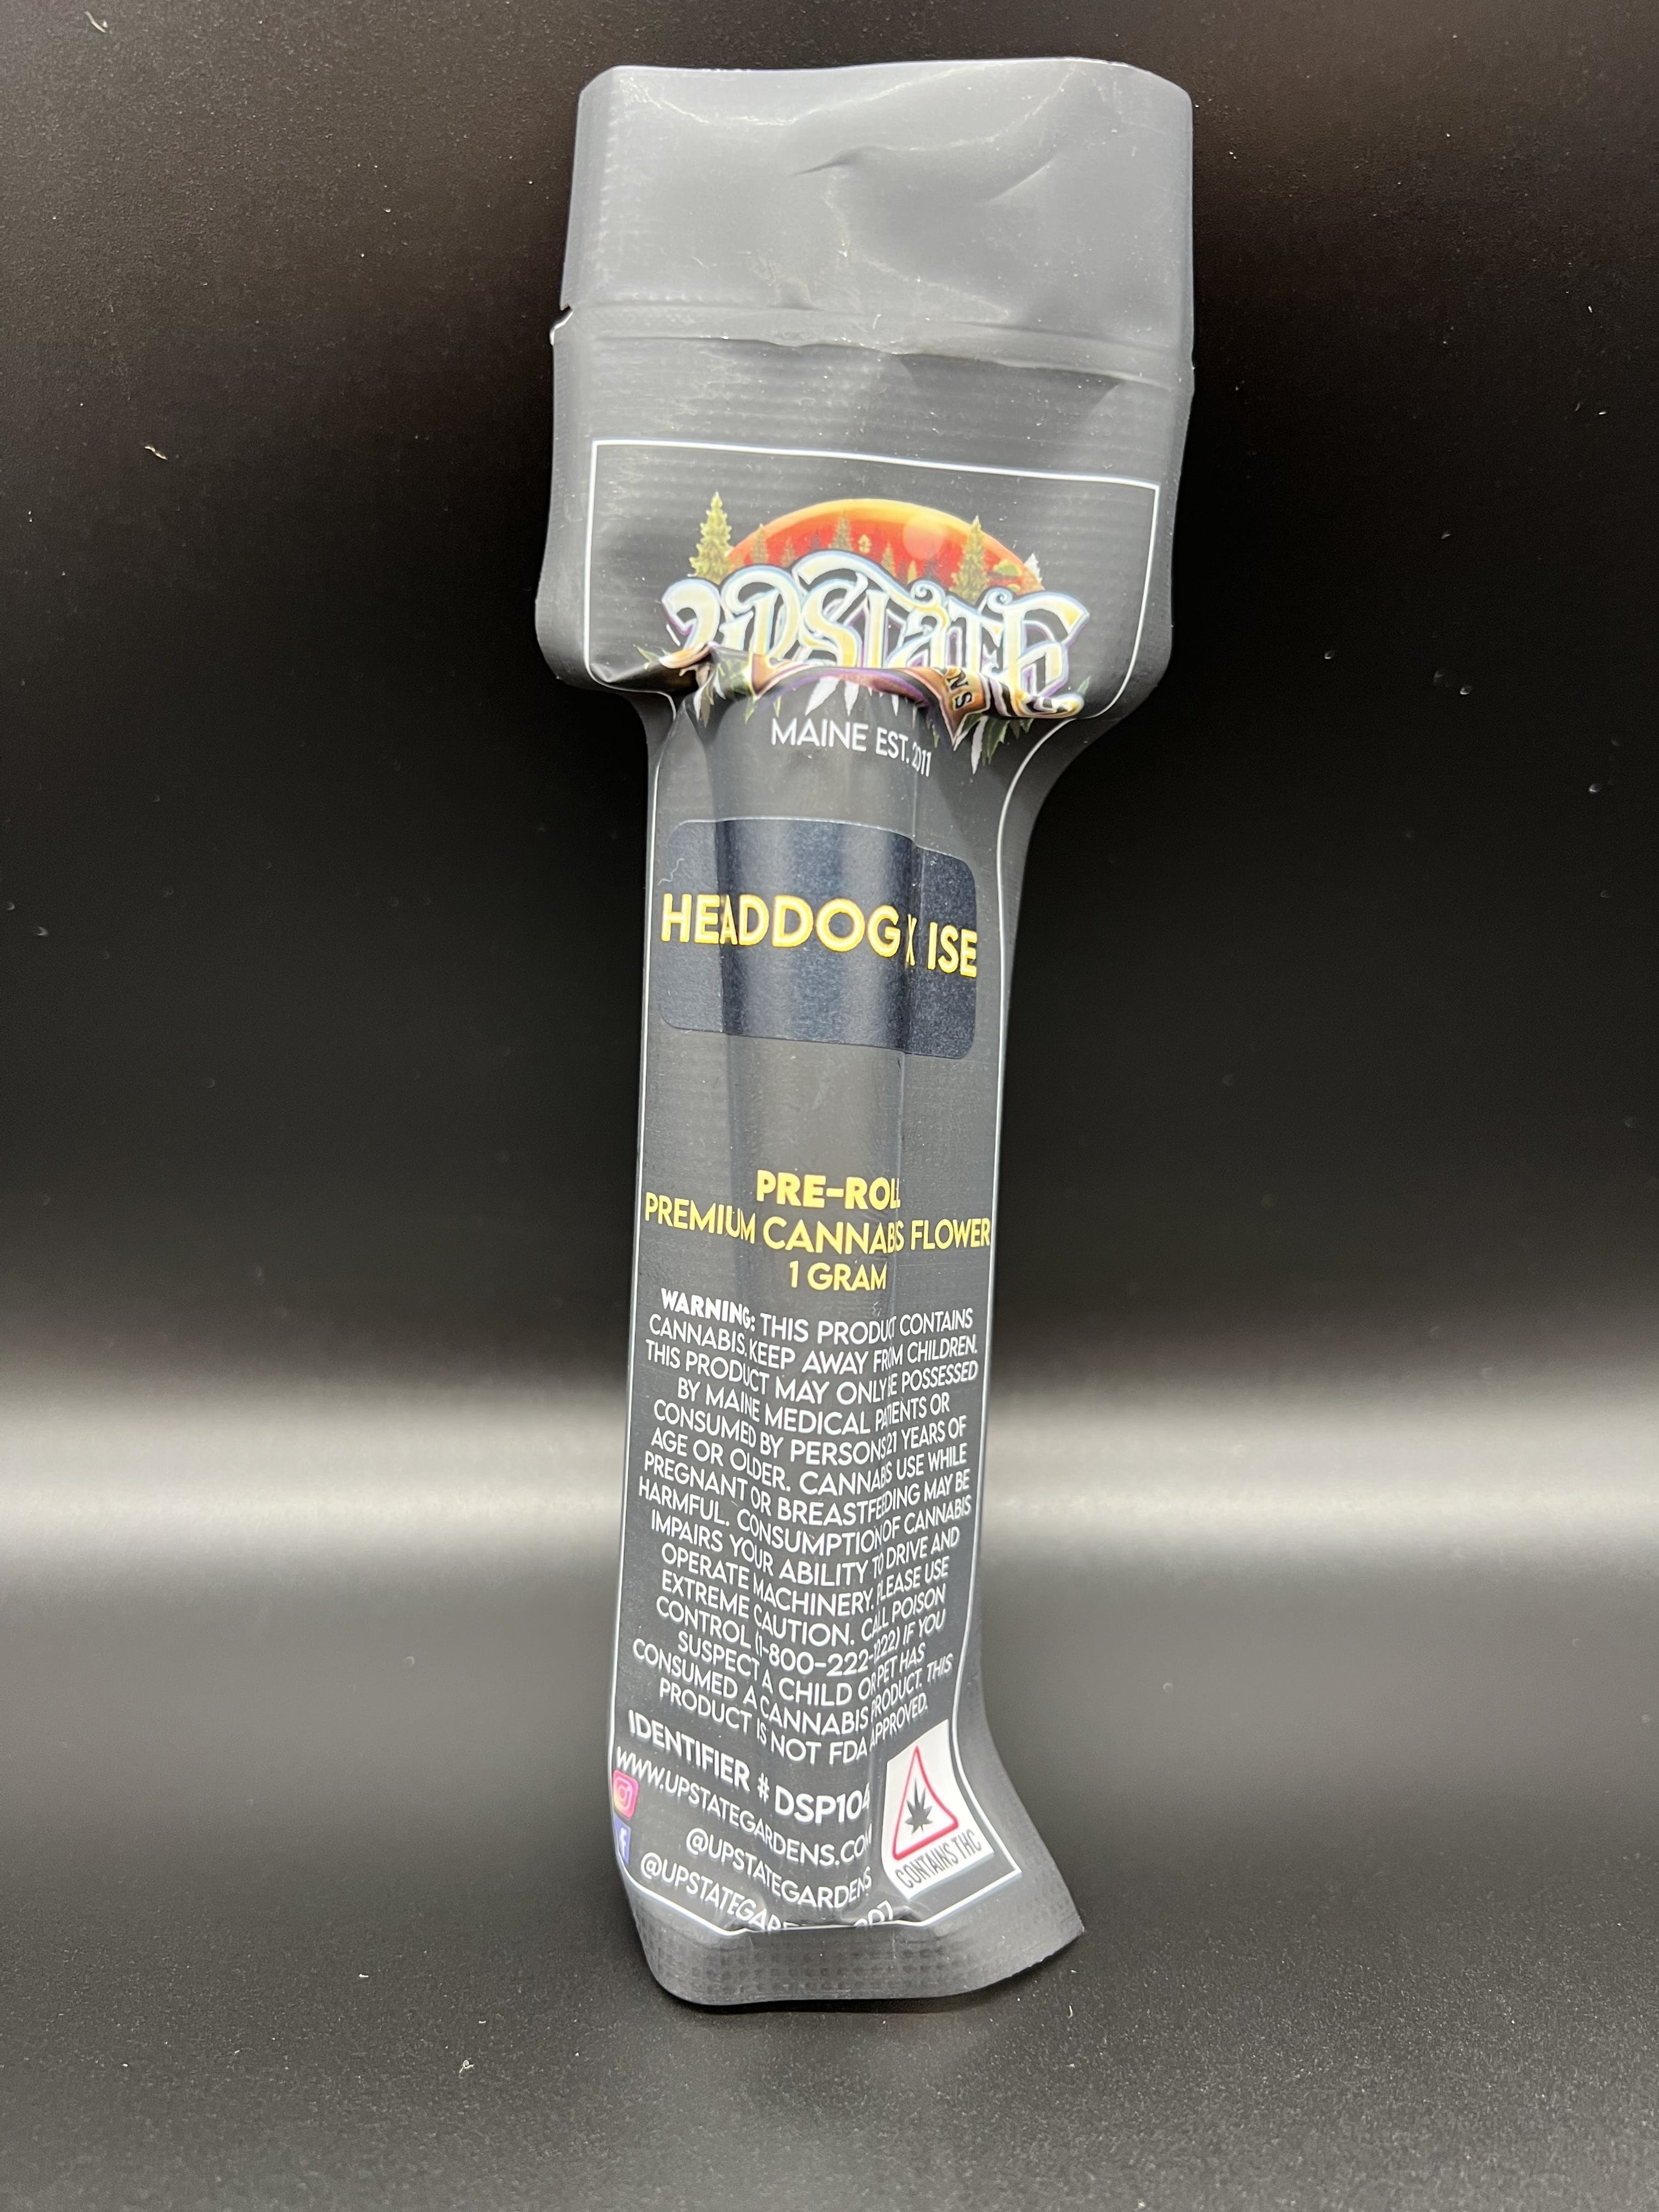 UPSTATE
NS
MAINE EST. 2011
HEADDOG X ISE
PRE-ROLL
PREMIUM CANNABIS FLOWER
1 GRAM
WARNING: THIS PRODUCT CONTAINS
CANNABIS. KEEP AWAY FROM CHILDREN.
THIS PRODUCT MAY ONLY BE POSSESSED
BY MAINE MEDICAL PATIENTS OR
CONSUMED BY PERSONS 21 YEARS OF
AGE OR OLDER. CANNABIS USE WHILE
PREGNANT OR BREASTFEEDING MAY BE
HARMFUL. CONSUMPTION OF CANNABIS
IMPAIRS YOUR ABILITY TO DRIVE AND
OPERATE MACHINERY. PLEASE USE
EXTREME CAUTION. CALL POISON
CONTROL (1-800-222-1222) IF YOU
SUSPECT A CHILD OR PET HAS
CONSUMED A CANNABIS PRODUCT. THIS
PRODUCT IS NOT FDA APPROVED.
IDENTIFIER # DSP104
WWW.UPSTATEGARDENS.COM
@UPSTATEGARDENS
CONTAINS THC